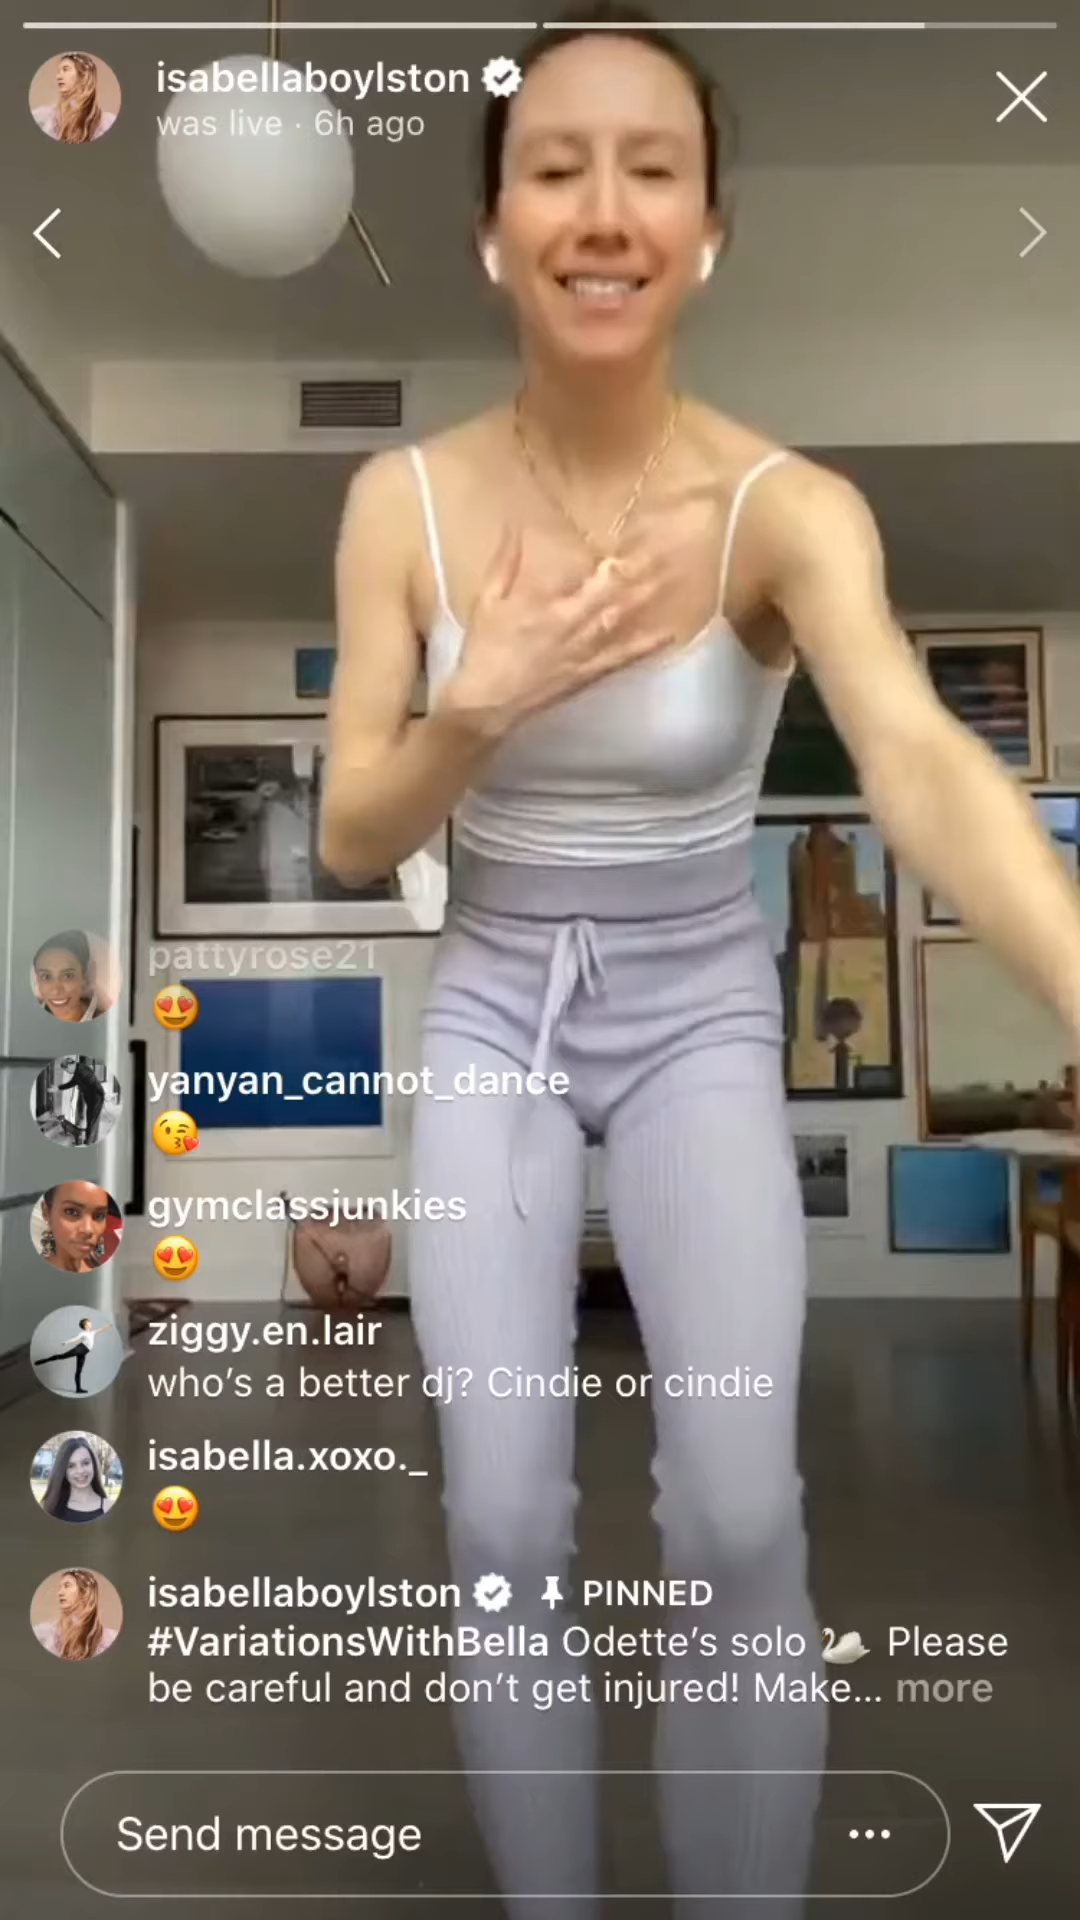 isabellaboylston
was live · 6h ago
pattyrose21
😍
yanyan_cannot_dance
😘
gymclassjunkies
😍
ziggy.en.lair
who's a better dj? Cindie or cindie
isabella.xoxo._
😍
isabellaboylston PINNED
#VariationsWithBella Odette's solo 🦢 Please
be careful and don't get injured! Make... more
Send message